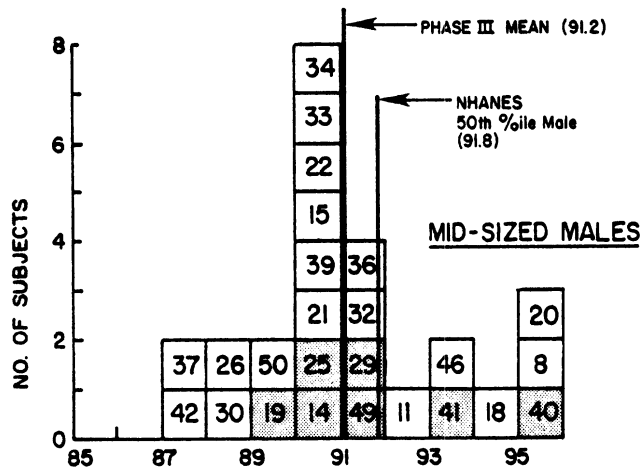 PHASE III MEAN (91.2)
NHANES
50th %ile Male
(91.8)
MID-SIZED MALES
NO. OF SUBJECTS
8
6
4
2
0
34
33
22
15
39 36
21 32 20
37 26 50 25 29 46 8
42 30 19 14 49 11 41 18 40
85 87 89 91 93 95